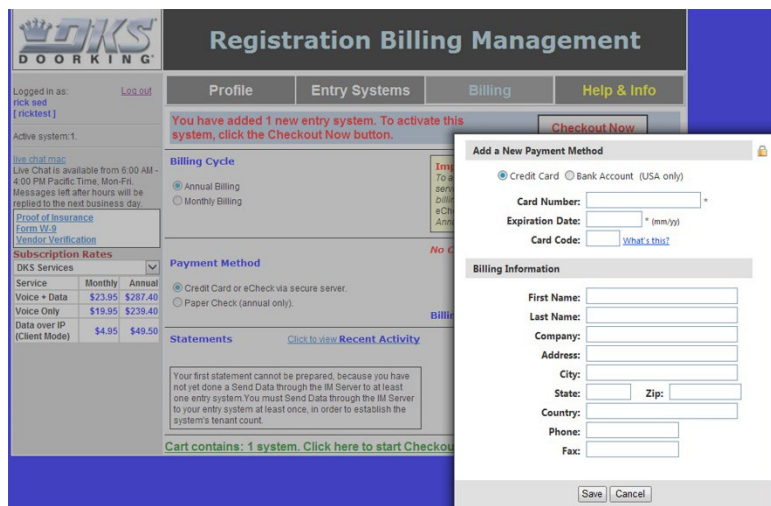 DKS
DOORKING
Registration Billing Management
Logged in as: Log out
rick sed
[ ricktest ]
Active system:1.
live chat mac
Live Chat is available from 6:00 AM -
4:00 PM Pacific Time, Mon-Fri.
Messages left after hours will be
replied to the next business day.
Proof of Insurance
Form W-9
Vendor Verification
Subscription Rates
DKS Services
Service Monthly Annual
Voice + Data $23.95 $287.40
Voice Only $19.95 $239.40
Data over IP
(Client Mode) $4.95 $49.50
Profile Entry Systems Billing Help & Info
You have added 1 new entry system. To activate this
system, click the Checkout Now button.
Checkout Now
Billing Cycle
Annual Billing
Monthly Billing
No
Payment Method
Credit Card or eCheck via
secure server.
Paper Check (annual only).
Statements Click to view Recent Activity
Your first statement cannot be
prepared, because you have
not yet done a Send Data through
the IM Server to at least
one entry system.You must Send Data through the IM Server
to your entry system at least once, in order to establish the
system's tenant count.
Cart contains: 1 system. Click here to start
Add a New Payment Method
Credit Card Bank Account (USA only)
Card Number: *
Expiration Date: * (mm/yy)
Card Code: What's this?
Billing Information
First Name:
Last Name:
Company:
Address:
City:
State: Zip:
Country:
Phone:
Fax:
Save Cancel